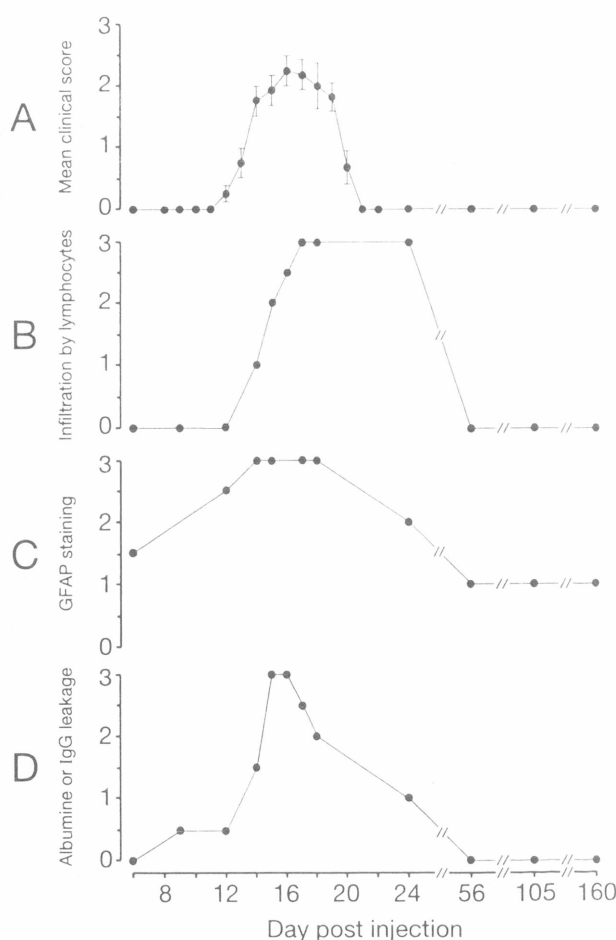 A
Mean clinical score
3
2
1
0
B
Infiltration by lymphocytes
3
2
1
0
C
GFAP staining
3
2
1
0
D
Albumine or IgG leakage
3
2
1
0
8 12 16 20 24 56 105 160
Day post injection